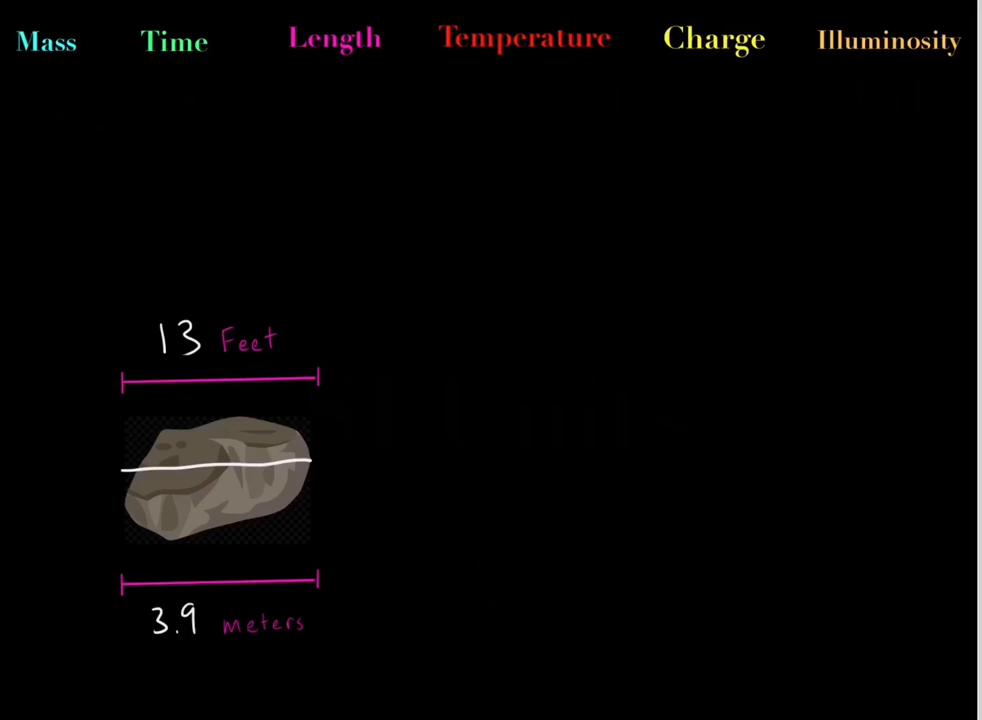 Mass Time Length Temperature Charge Illuminosity
13 Feet
3.9 meters